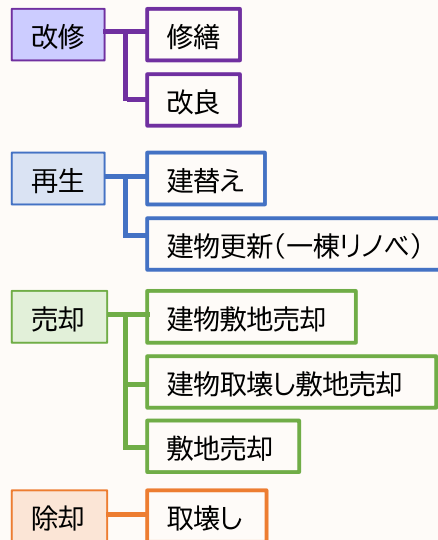 改修
修繕
改良
再生
建替え
建物更新(一棟リノベ)
売却
建物敷地売却
建物取壊し敷地売却
敷地売却
除却
取壊し